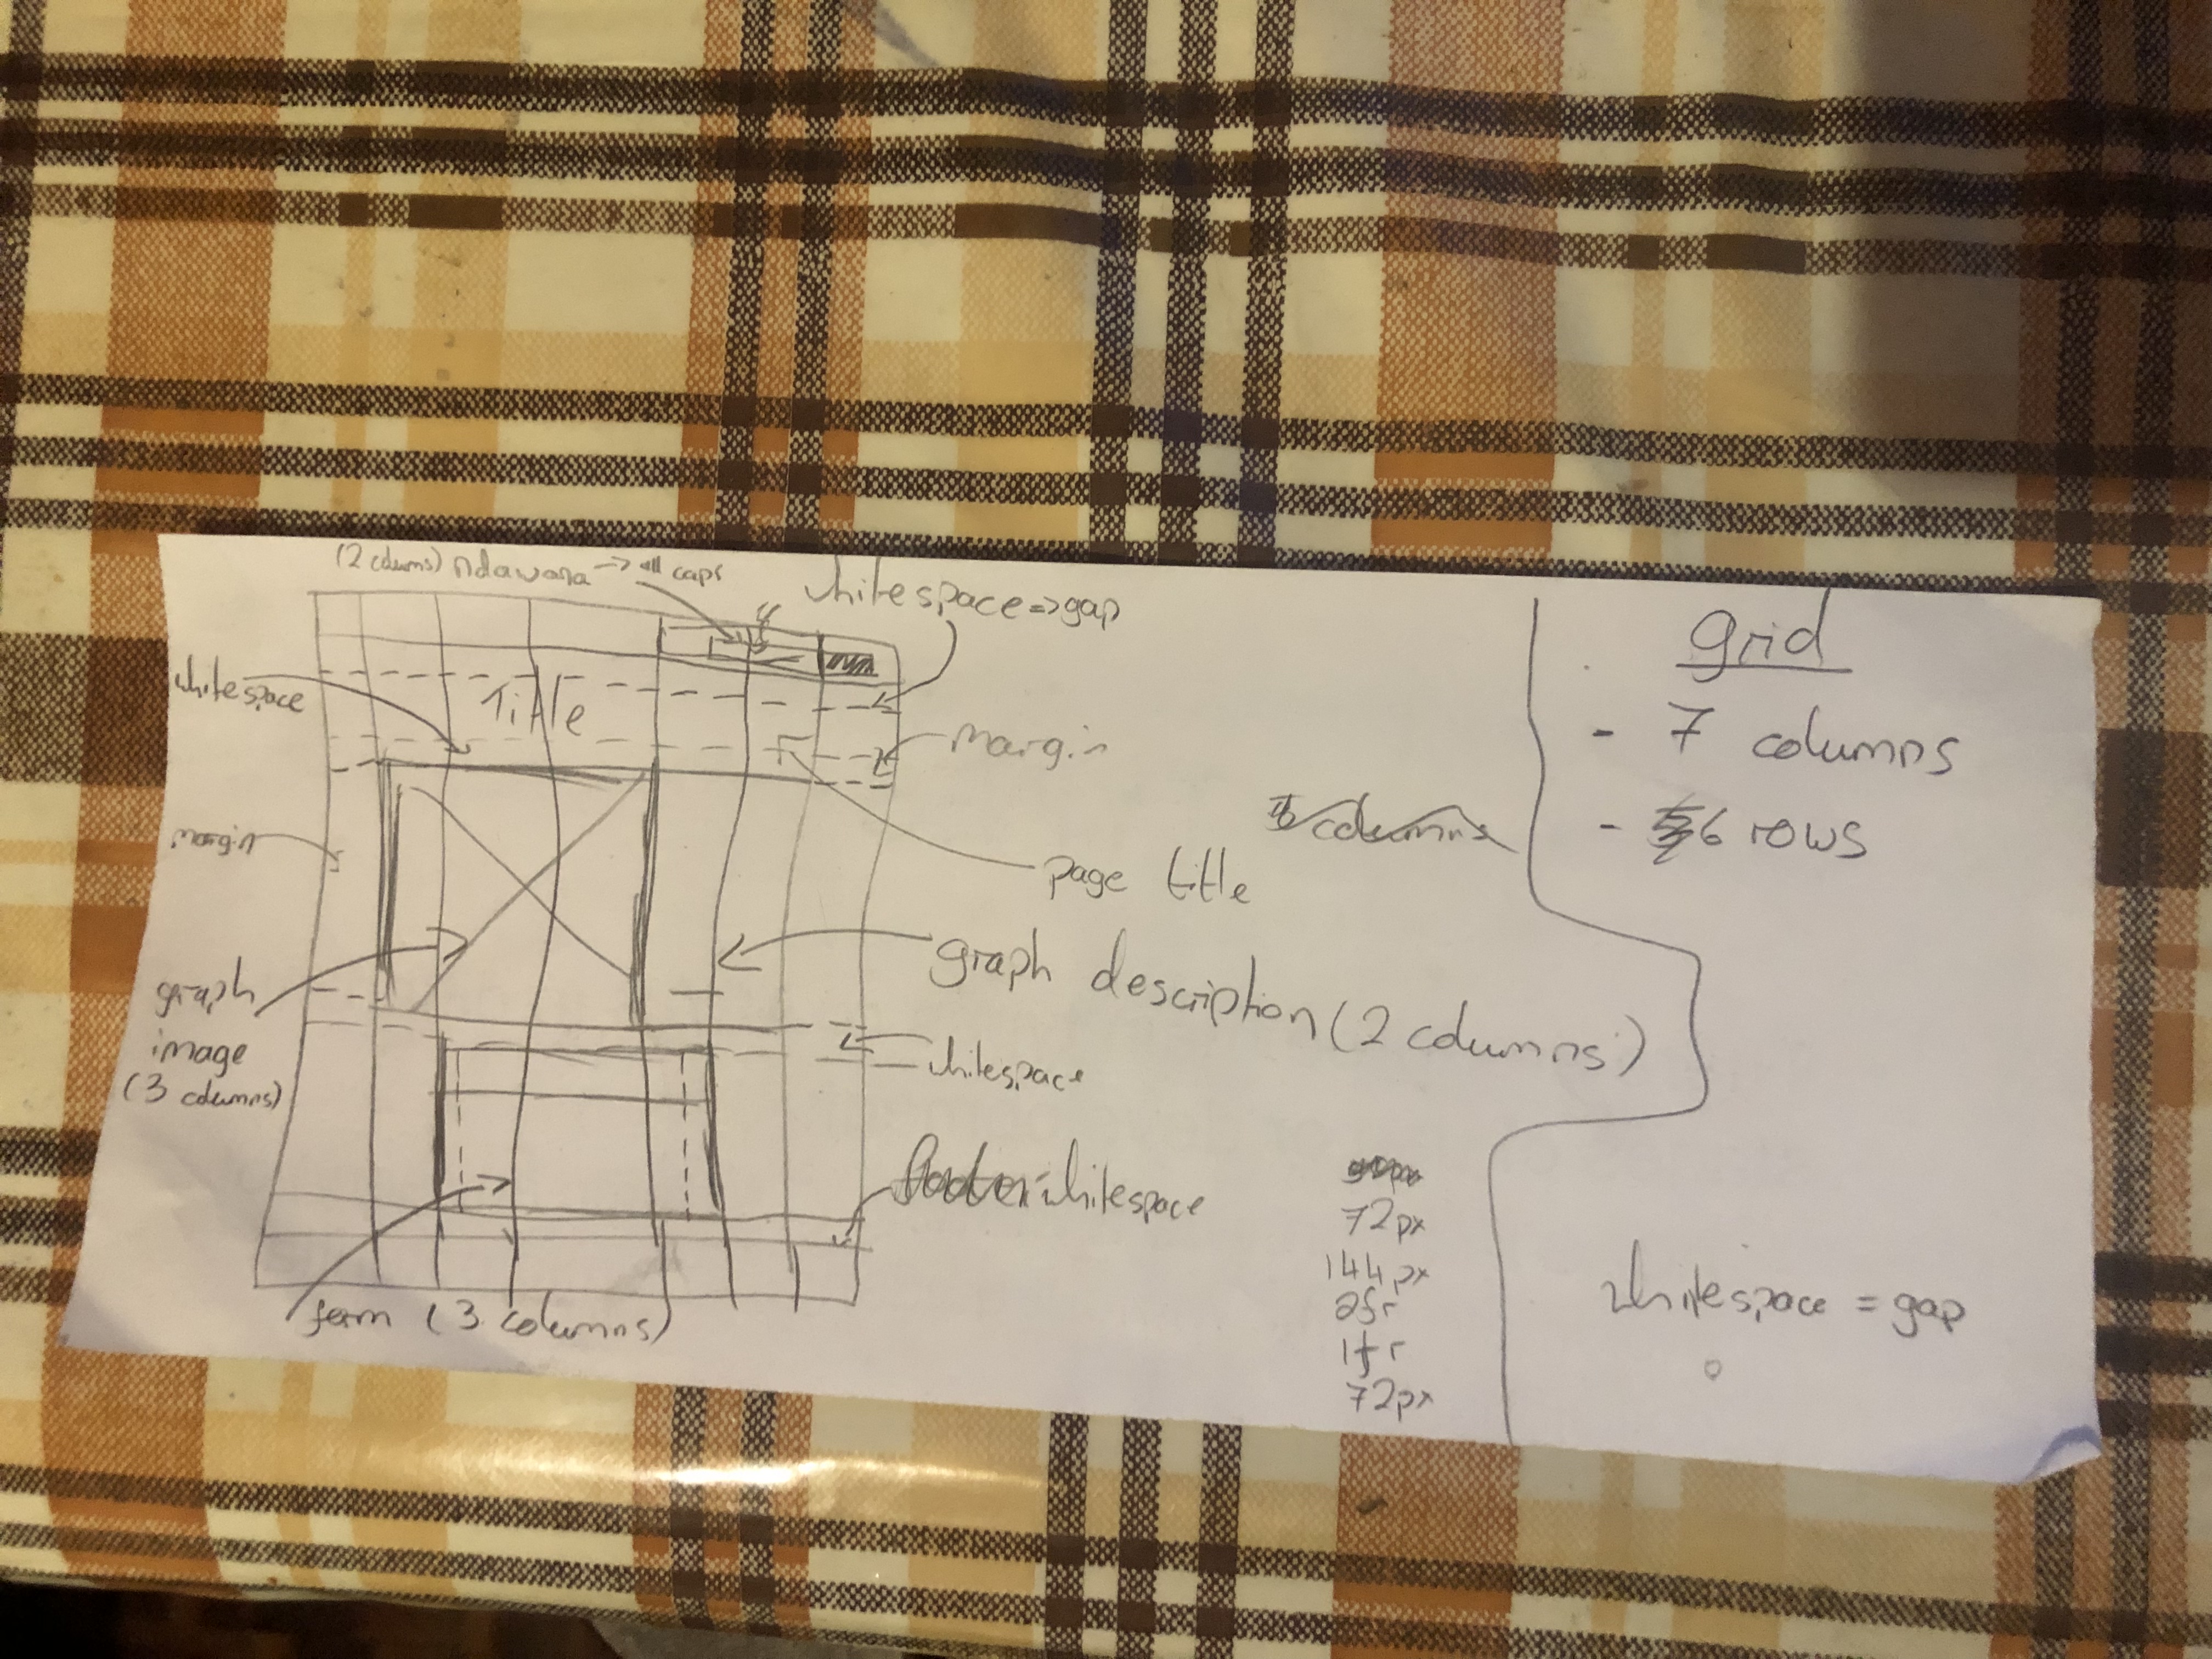 (2 columns) ndawana → all caps
whitespace => gap
whitespace
Title
margin
margin
page title
graph
image
(3 columns)
graph description (2 columns)
whitespace
whitespace
form (3 columns)
columns
72px
144px
2fr
1fr
72px
grid
- 7 columns
- 6 rows
whitespace = gap